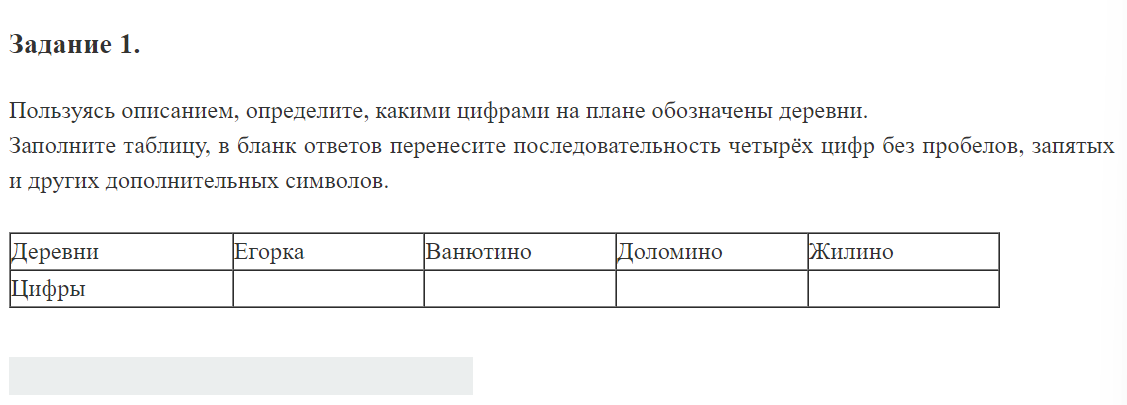 Задание 1.
Пользуясь описанием, определите, какими цифрами на плане обозначены деревни.
Заполните таблицу, в бланк ответов перенесите последовательность четырёх цифр без пробелов, запятых
и других дополнительных символов.
Деревни Егорка Ванютино Доломино Жилино
Цифры